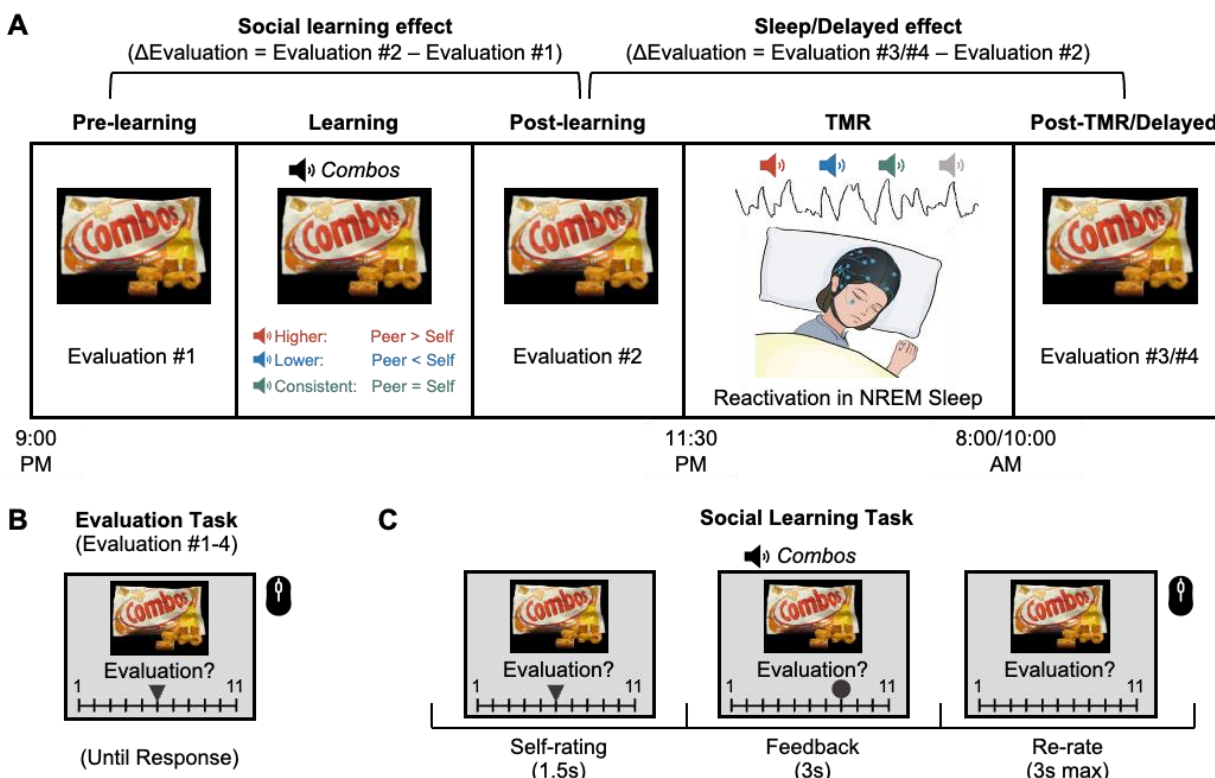 A
Social learning effect
(ΔEvaluation = Evaluation #2 – Evaluation #1)
Sleep/Delayed effect
(ΔEvaluation = Evaluation #3/#4 – Evaluation #2)
Pre-learning
Learning
Post-learning
TMR
Post-TMR/Delayed
Combos
Combos
Combos
Combos
Combos
Higher: Peer > Self
Lower: Peer < Self
Consistent: Peer = Self
Evaluation #1
Evaluation #2
Reactivation in NREM Sleep
Evaluation #3/#4
9:00
PM
11:30
PM
8:00/10:00
AM
B
Evaluation Task
(Evaluation #1-4)
Combos
Evaluation?
1 11
(Until Response)
C
Social Learning Task
Combos
Combos
Combos
Combos
Evaluation?
Evaluation?
Evaluation?
1 11
1 11
1 11
Self-rating
(1.5s)
Feedback
(3s)
Re-rate
(3s max)